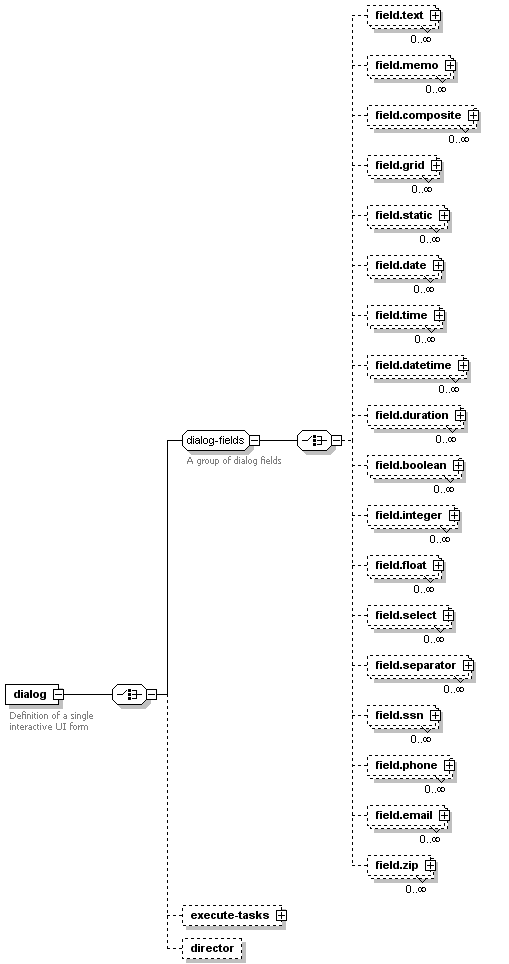 field.text
0..∞
field.memo
0..∞
field.composite
0..∞
field.grid
0..∞
field.static
0..∞
field.date
0..∞
field.time
0..∞
field.datetime
0..∞
field.duration
0..∞
dialog-fields
A group of dialog fields
field.boolean
0..∞
field.integer
0..∞
field.float
0..∞
field.select
0..∞
field.separator
0..∞
dialog
Definition of a single
interactive UI form
field.ssn
0..∞
field.phone
0..∞
field.email
0..∞
field.zip
0..∞
execute-tasks
director